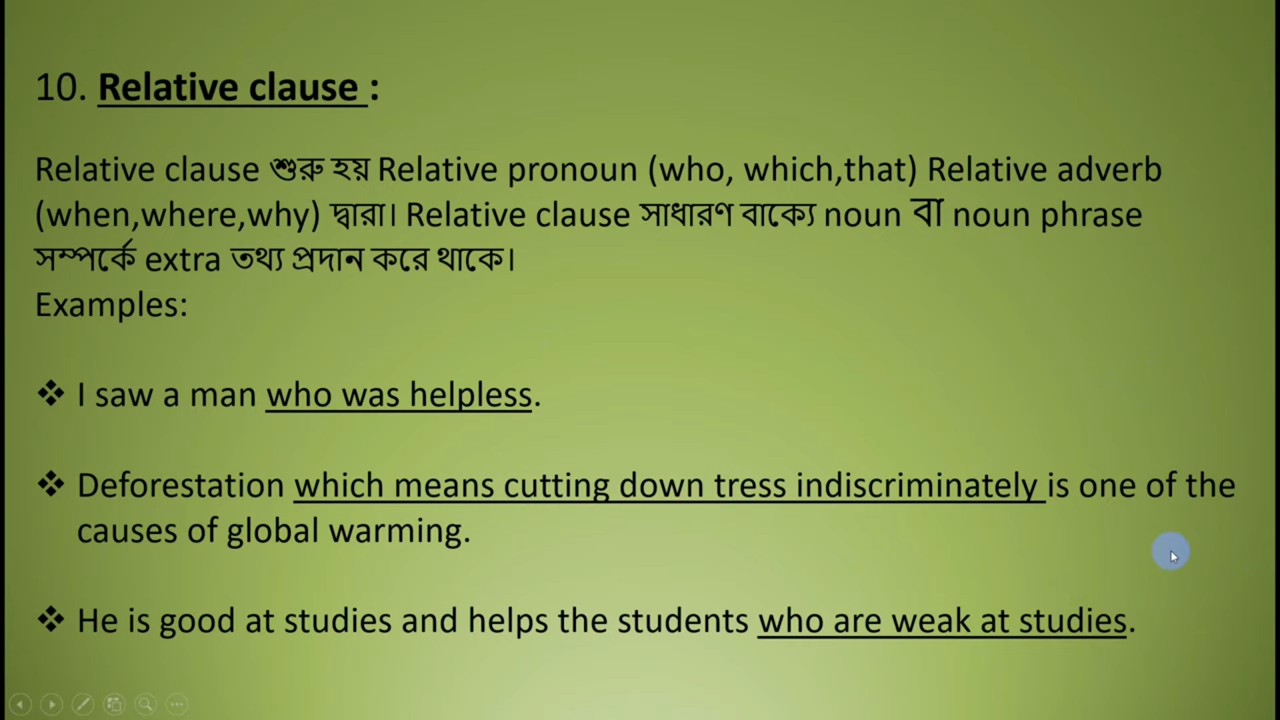 10. Relative clause :
Relative clause শুরু হয় Relative pronoun (who, which,that) Relative adverb
(when,where,why) দ্বারা। Relative clause সাধারণ বাক্যে noun বা noun phrase
সম্পর্কে extra তথ্য প্রদান করে থাকে।
Examples:
❖ I saw a man who was helpless.
❖ Deforestation which means cutting down tress indiscriminately is one of the
causes of global warming.
❖ He is good at studies and helps the students who are weak at studies.